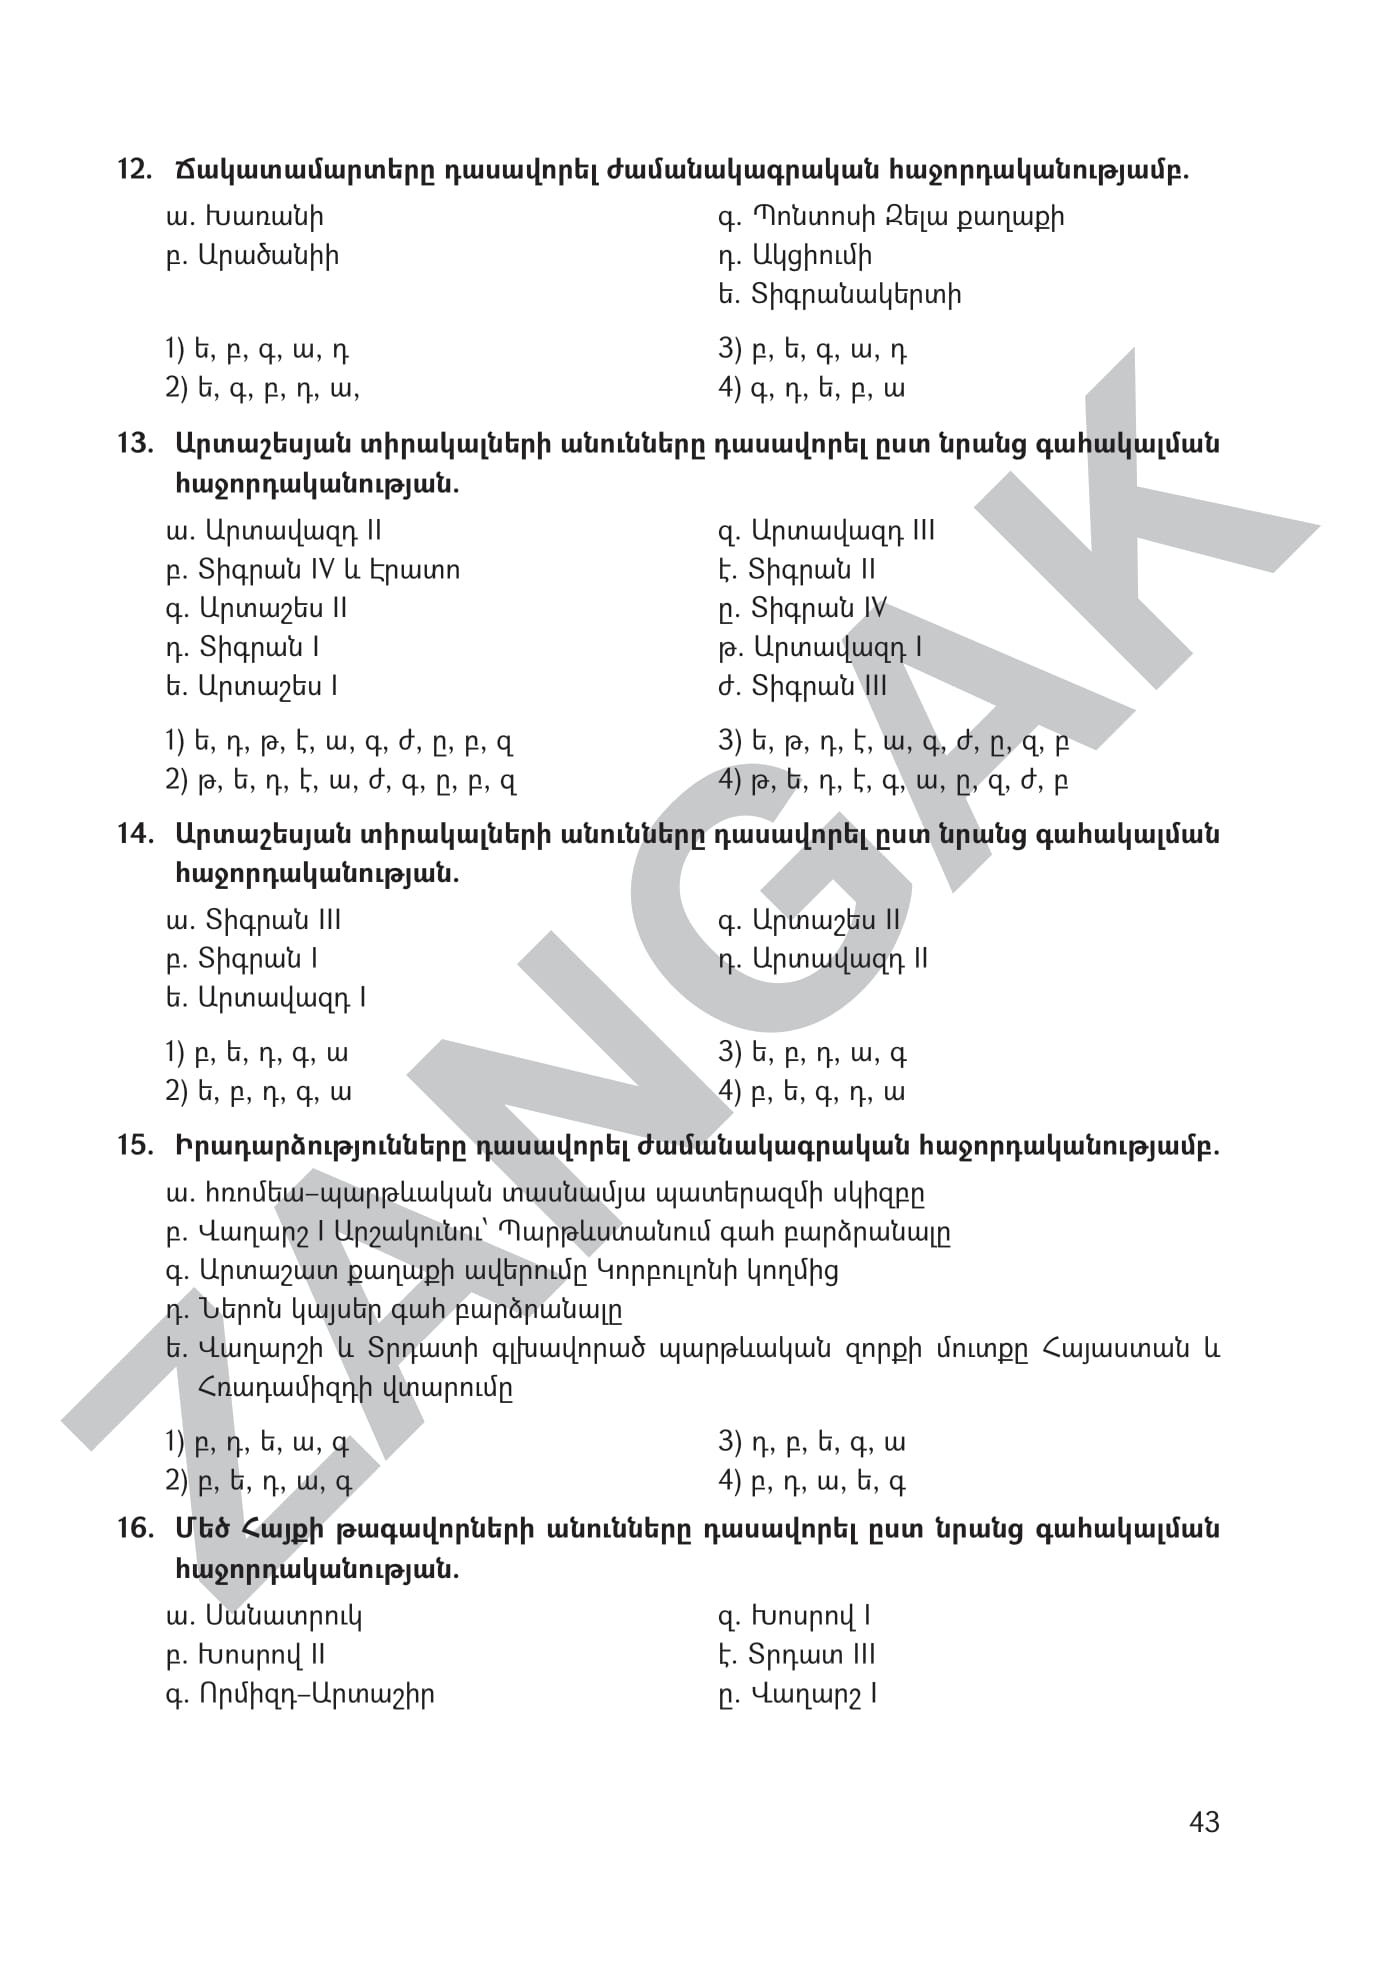 12. Ճակատամարտերը դասավորել ժամանակագրական հաջորդականությամբ.
ա. Խառանի
բ. Արածանիի
գ. Պոնտոսի Զելա քաղաքի
դ. Ակցիումի
ե. Տիգրանակերտի
1) ե, բ, գ, ա, դ
2) ե, գ, բ, դ, ա,
3) բ, ե, գ, ա, դ
4) գ, դ, ե, բ, ա
13. Արտաշեսյան տիրակալների անունները դասավորել ըստ նրանց գահակալման
հաջորդականության.
ա. Արտավազդ II
բ. Տիգրան IV և Էրատո
գ. Արտաշես II
դ. Տիգրան I
ե. Արտաշես I
զ. Արտավազդ III
է. Տիգրան II
ը. Տիգրան IV
թ. Արտավազդ I
ժ. Տիգրան III
1) ե, դ, թ, է, ա, գ, ժ, ը, բ, զ
2) թ, ե, դ, է, ա, ժ, գ, ը, բ, զ
3) ե, թ, դ, է, ա, գ, ժ, ը, զ, բ
4) թ, ե, դ, է, գ, ա, ը, զ, ժ, բ
14. Արտաշեսյան տիրակալների անունները դասավորել ըստ նրանց գահակալման
հաջորդականության.
ա. Տիգրան III
բ. Տիգրան I
ե. Արտավազդ I
գ. Արտաշես II
դ. Արտավազդ II
1) բ, ե, դ, գ, ա
2) ե, բ, դ, գ, ա
3) ե, բ, դ, ա, գ
4) բ, ե, գ, դ, ա
15. Իրադարձությունները դասավորել ժամանակագրական հաջորդականությամբ.
ա. հռոմեա–պարթևական տասնամյա պատերազմի սկիզբը
բ. Վաղարշ I Արշակունու՝ Պարթևստանում գահ բարձրանալը
գ. Արտաշատ քաղաքի ավերումը Կորբուլոնի կողմից
դ. Ներոն կայսեր գահ բարձրանալը
ե. Վաղարշի և Տրդատի գլխավորած պարթևական զորքի մուտքը Հայաստան և
Հռադամիզդի վտարումը
1) բ, դ, ե, ա, գ
2) բ, ե, դ, ա, գ
3) դ, բ, ե, գ, ա
4) բ, դ, ա, ե, գ
16. Մեծ Հայքի թագավորների անունները դասավորել ըստ նրանց գահակալման
հաջորդականության.
ա. Սանատրուկ
բ. Խոսրով II
գ. Որմիզդ–Արտաշիր
զ. Խոսրով I
է. Տրդատ III
ը. Վաղարշ I
43
ZANGAK